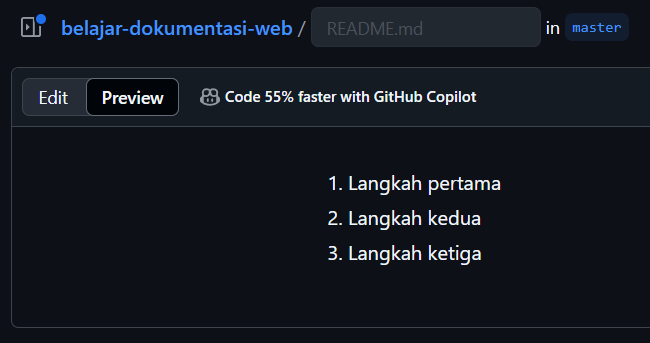 belajar-dokumentasi-web / README.md in master
Edit Preview Code 55% faster with GitHub Copilot
1. Langkah pertama
2. Langkah kedua
3. Langkah ketiga